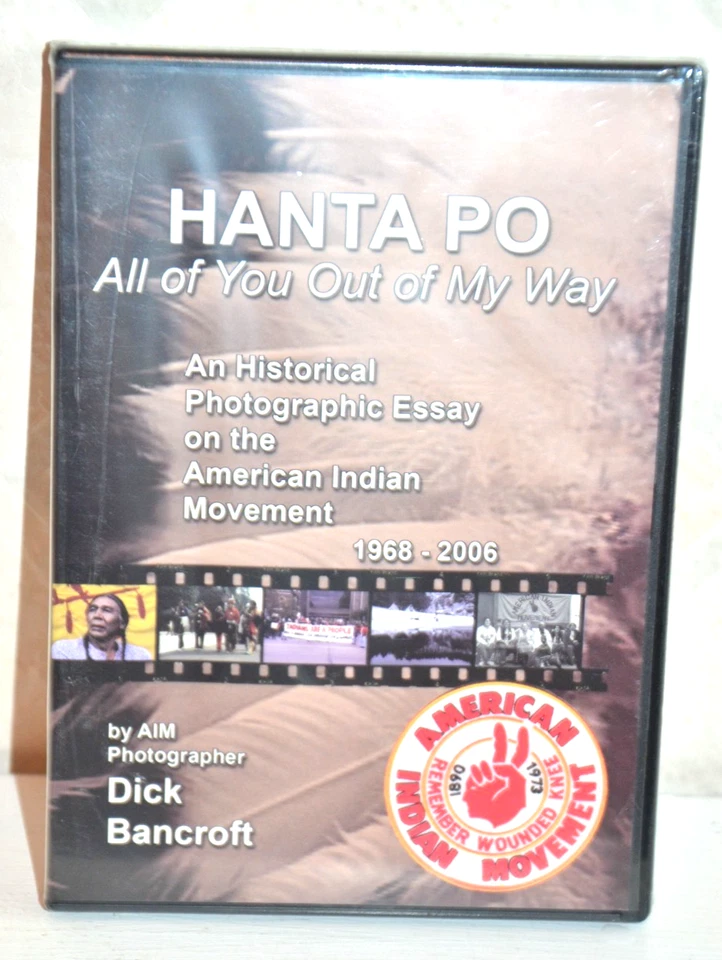 HANTA PO
All of You Out of My Way
An Historical
Photographic Essay
on the
American Indian
Movement
1968 - 2006
by AIM
Photographer
Dick
Bancroft
AMERICAN
INDIAN MOVEMENT
1890 1973
REMEMBER WOUNDED KNEE